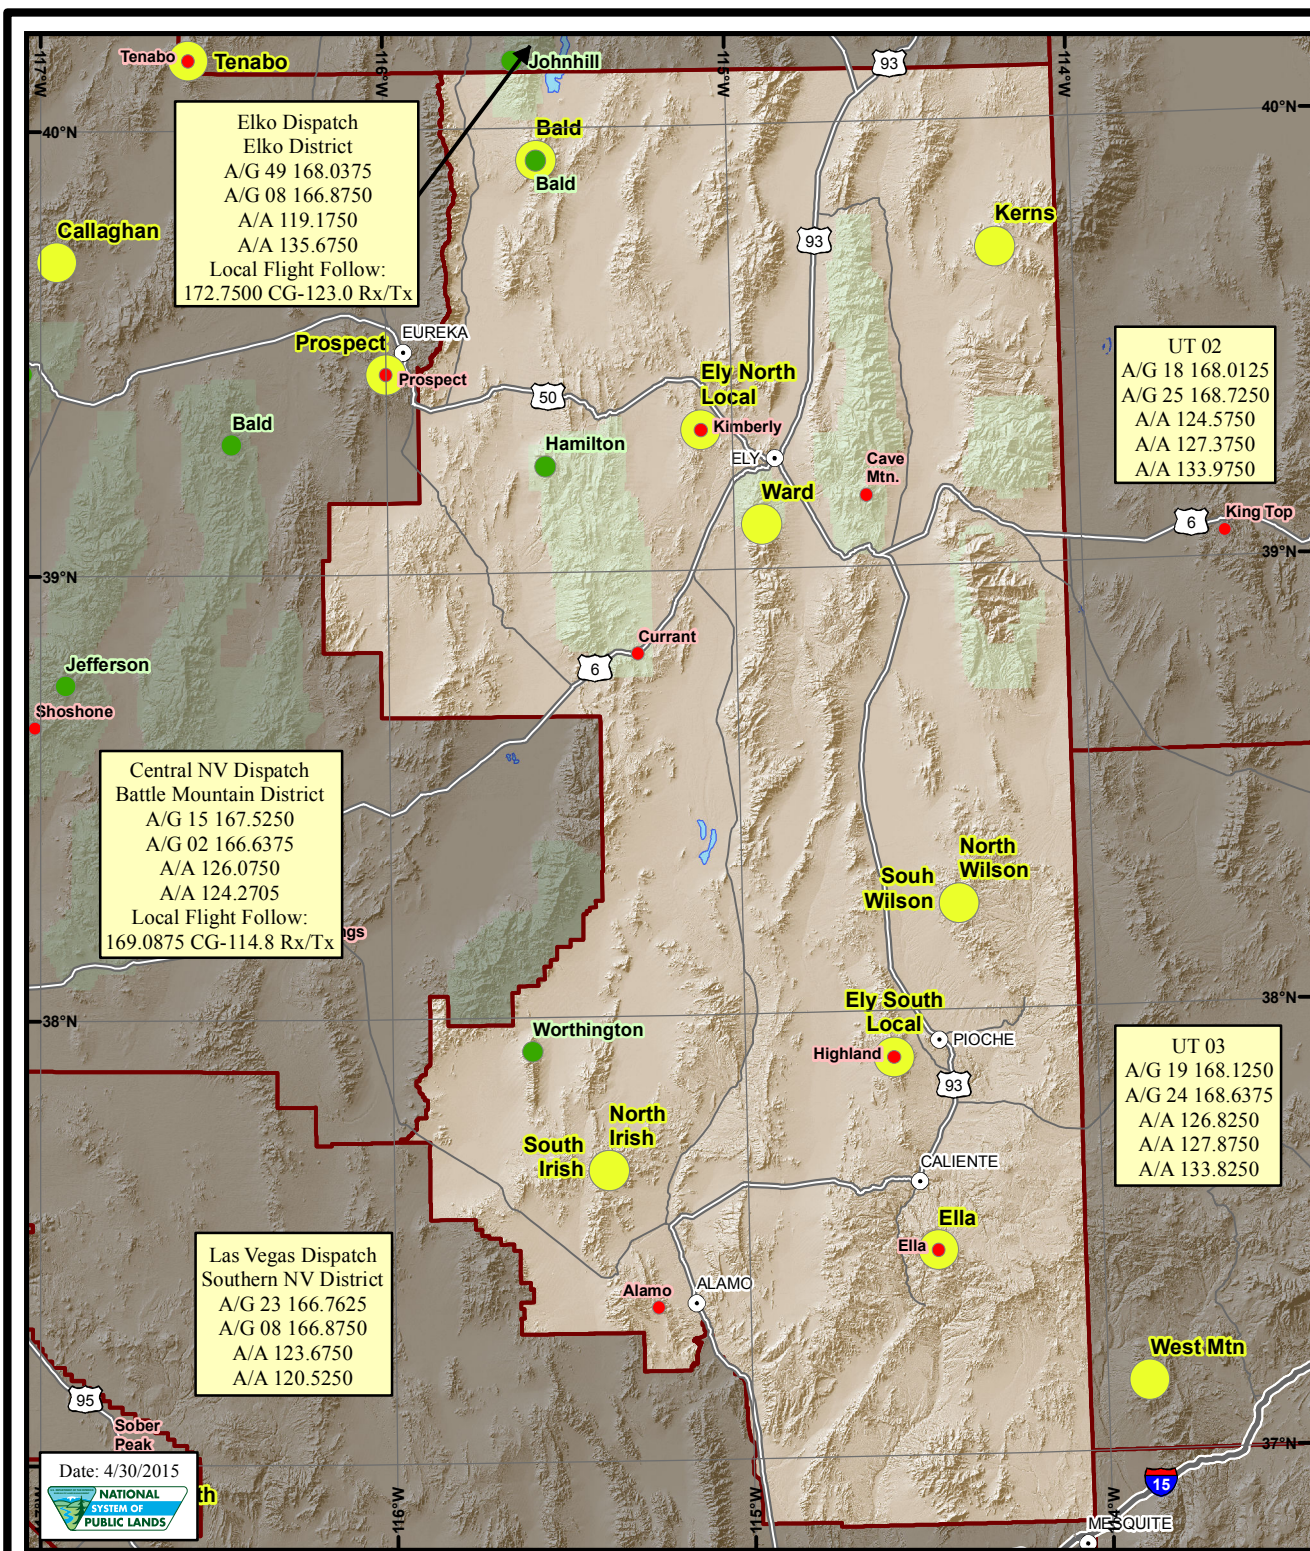 117°W
116°W
115°W
114°W
Tenabo
Tenabo
Johnhill
93
40°N
40°N
Elko Dispatch
Elko District
A/G 49 168.0375
A/G 08 166.8750
A/A 119.1750
A/A 135.6750
Local Flight Follow:
172.7500 CG-123.0 Rx/Tx
Bald
Bald
Callaghan
Kerns
93
Prospect
EUREKA
Prospect
50
Ely North
Local
Kimberly
UT 02
A/G 18 168.0125
A/G 25 168.7250
A/A 124.5750
A/A 127.3750
A/A 133.9750
Bald
Hamilton
ELY
Cave
Mtn.
Ward
King Top
6
39°N
39°N
Currant
6
Jefferson
Shoshone
Central NV Dispatch
Battle Mountain District
A/G 15 167.5250
A/G 02 166.6375
A/A 126.0750
A/A 124.2705
Local Flight Follow:
169.0875 CG-114.8 Rx/Tx
ngs
North
Wilson
Souh
Wilson
38°N
38°N
Ely South
Local
Highland
PIOCHE
93
Worthington
UT 03
A/G 19 168.1250
A/G 24 168.6375
A/A 126.8250
A/A 127.8750
A/A 133.8250
North
Irish
South
Irish
CALIENTE
Ella
Ella
Las Vegas Dispatch
Southern NV District
A/G 23 166.7625
A/G 08 166.8750
A/A 123.6750
A/A 120.5250
Alamo
ALAMO
West Mtn
95
Sober
Peak
37°N
Date: 4/30/2015
NATIONAL
SYSTEM OF
PUBLIC LANDS
th
15
MESQUITE
116°W
115°W
114°W